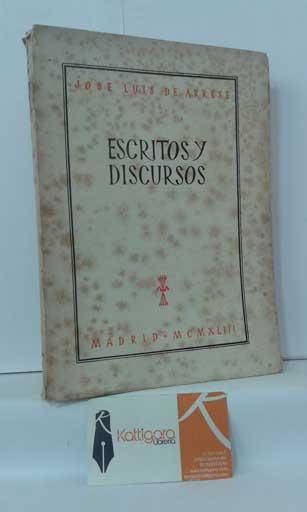 JOSE LUIS DE ARRESE
ESCRITOS Y
DISCURSOS
MADRID - MCMXLIII
Kattigara
Librería